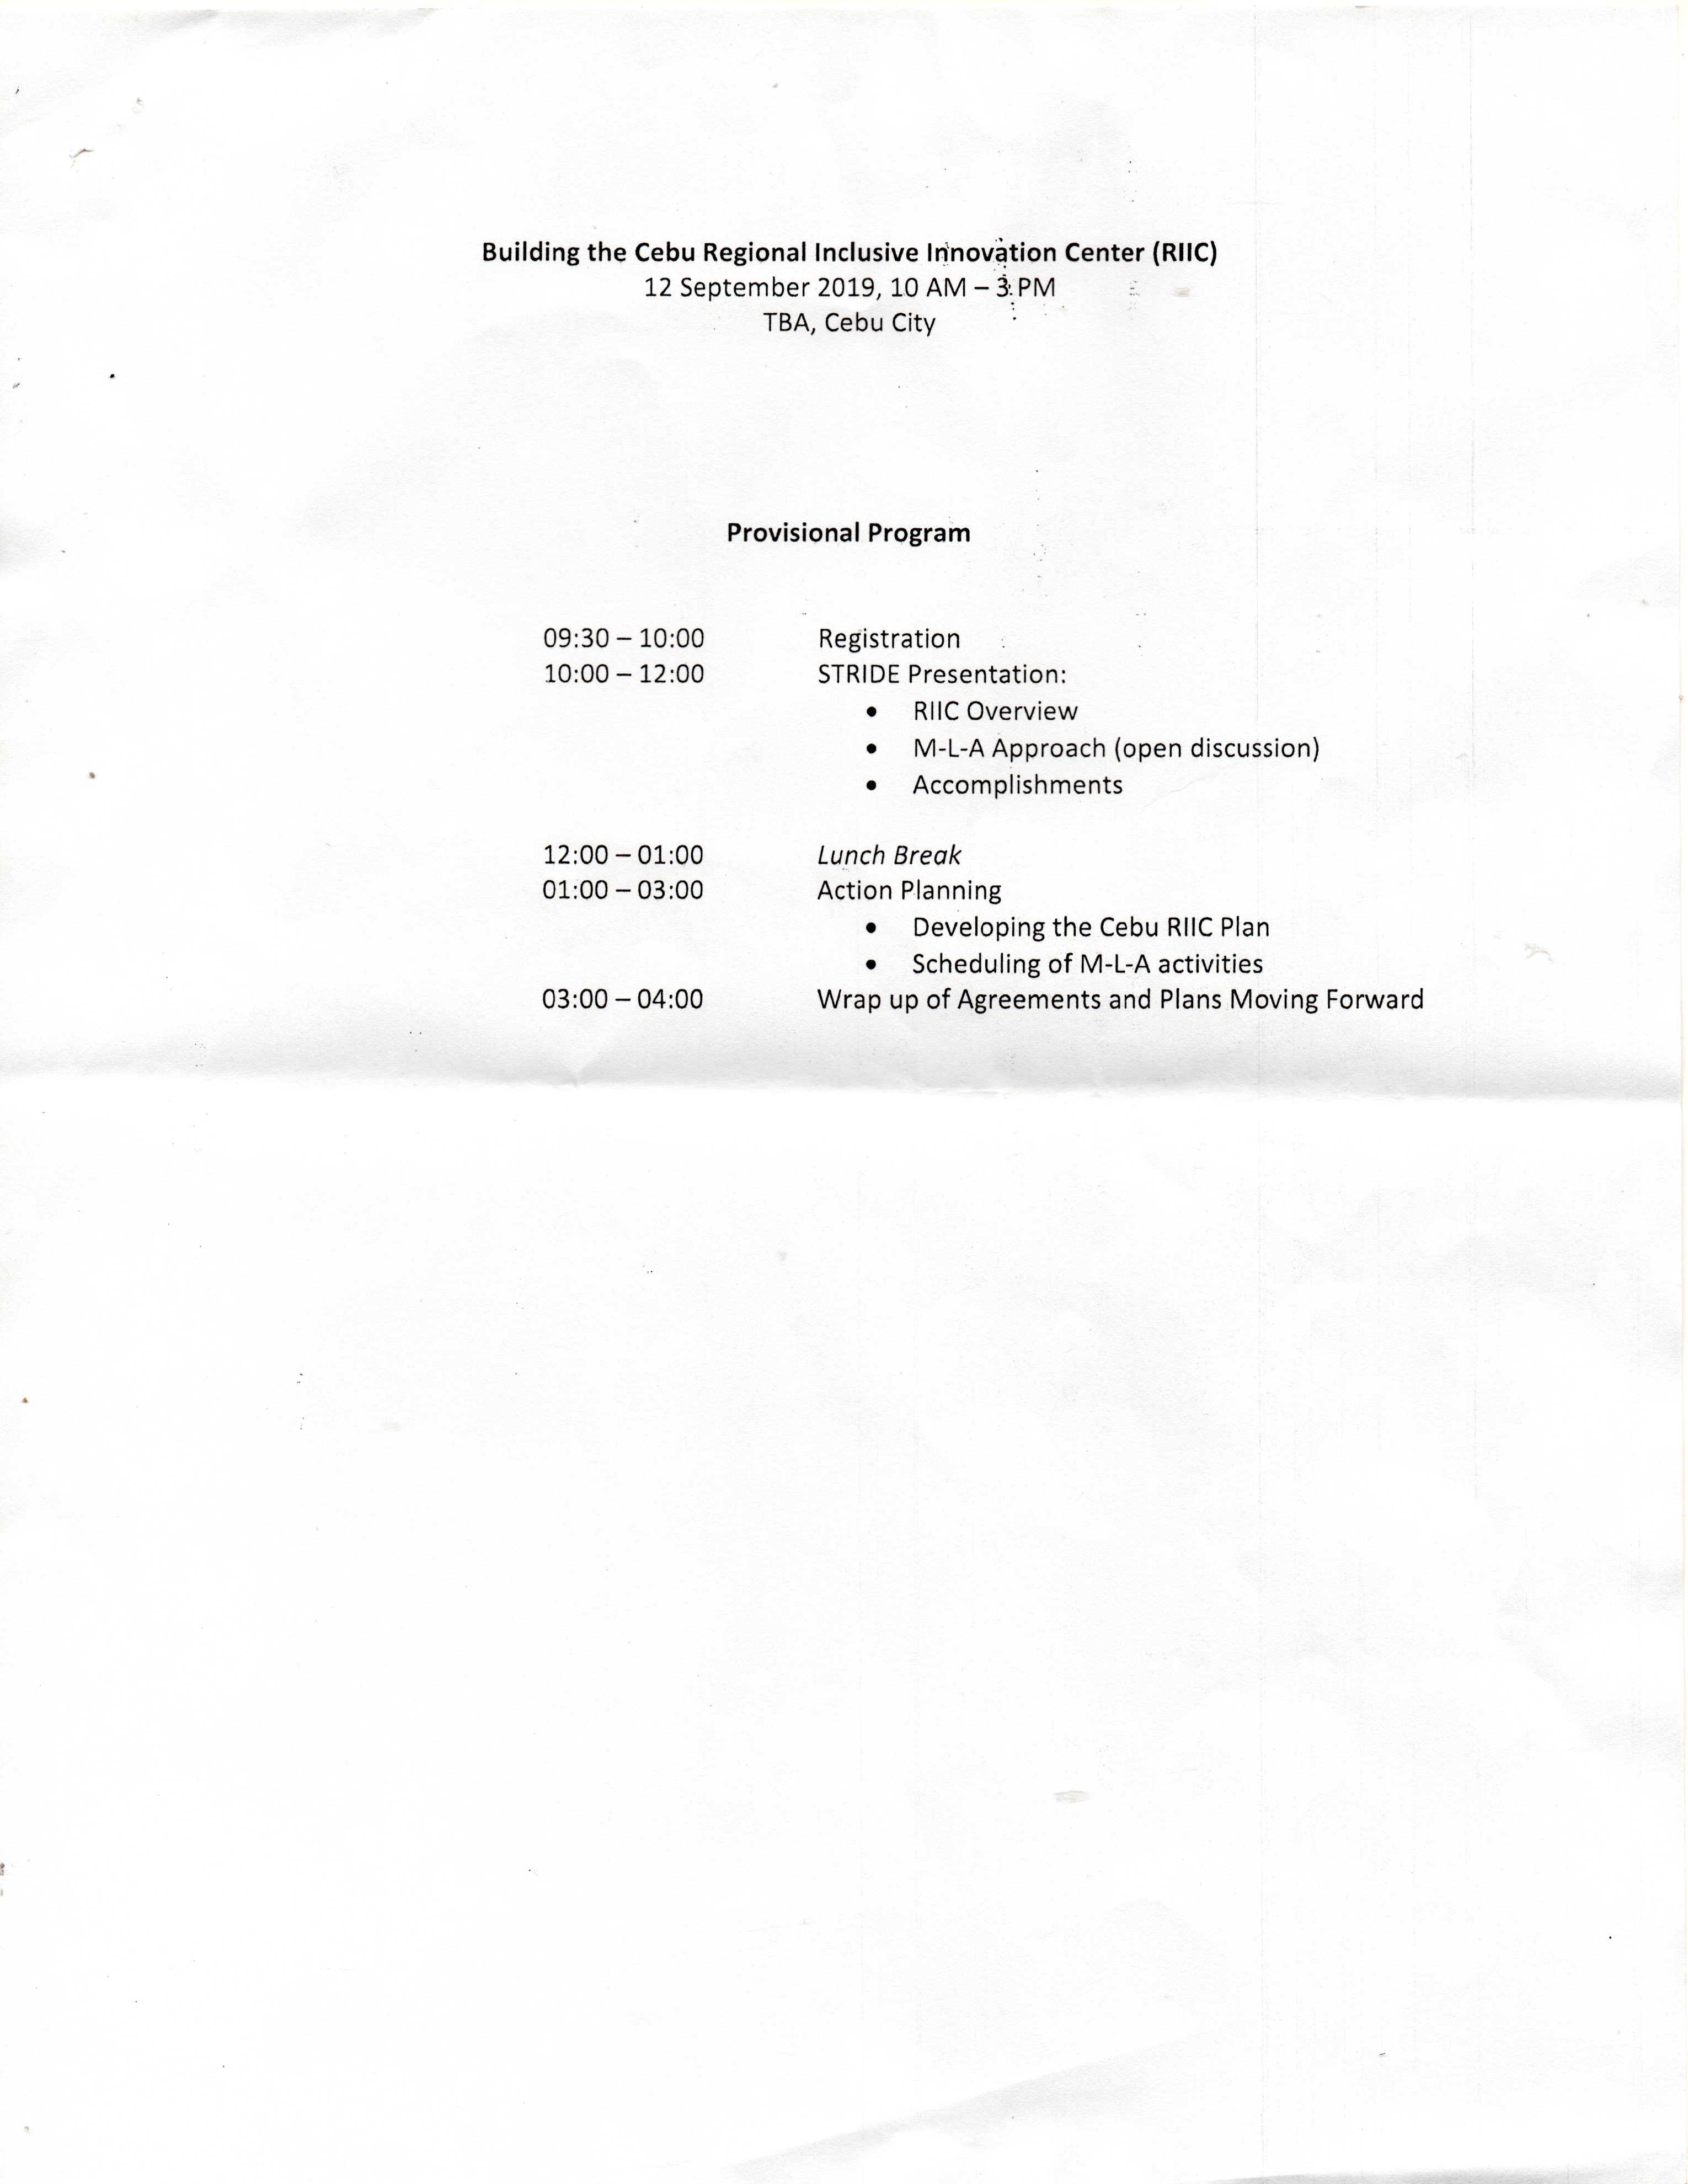 Building the Cebu Regional Inclusive Innovation Center (RIIC)
12 September 2019, 10 AM – 3 PM
TBA, Cebu City
Provisional Program
09:30 – 10:00 Registration
10:00 – 12:00 STRIDE Presentation:
• RIIC Overview
• M-L-A Approach (open discussion)
• Accomplishments
12:00 – 01:00 Lunch Break
01:00 – 03:00 Action Planning
• Developing the Cebu RIIC Plan
• Scheduling of M-L-A activities
03:00 – 04:00 Wrap up of Agreements and Plans Moving Forward